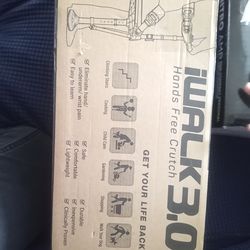 iWALK3.0
Hands Free Crutch
GET YOUR LIFE BACK
Climbing Stairs
Cooking
Child Care
Gardening
Shopping
Walk Your Dog
Eliminate hand/
underarm/ wrist pain
Easy to learn
Safe
Comfortable
Lightweight
Durable
Inexpensive
Clinically Proven